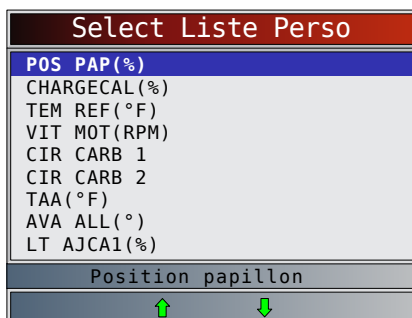 Select Liste Perso
POS PAP(%)
CHARGECAL(%)
TEM REF(°F)
VIT MOT(RPM)
CIR CARB 1
CIR CARB 2
TAA(°F)
AVA ALL(°)
LT AJCA1(%)
Position papillon